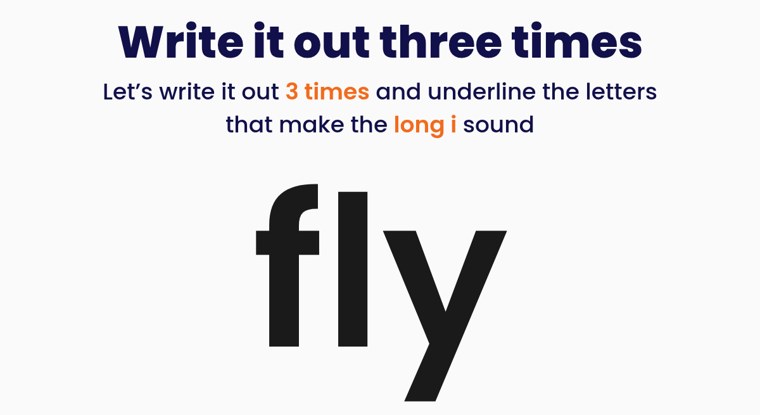 Write it out three times
Let’s write it out 3 times and underline the letters
that make the long i sound
fly